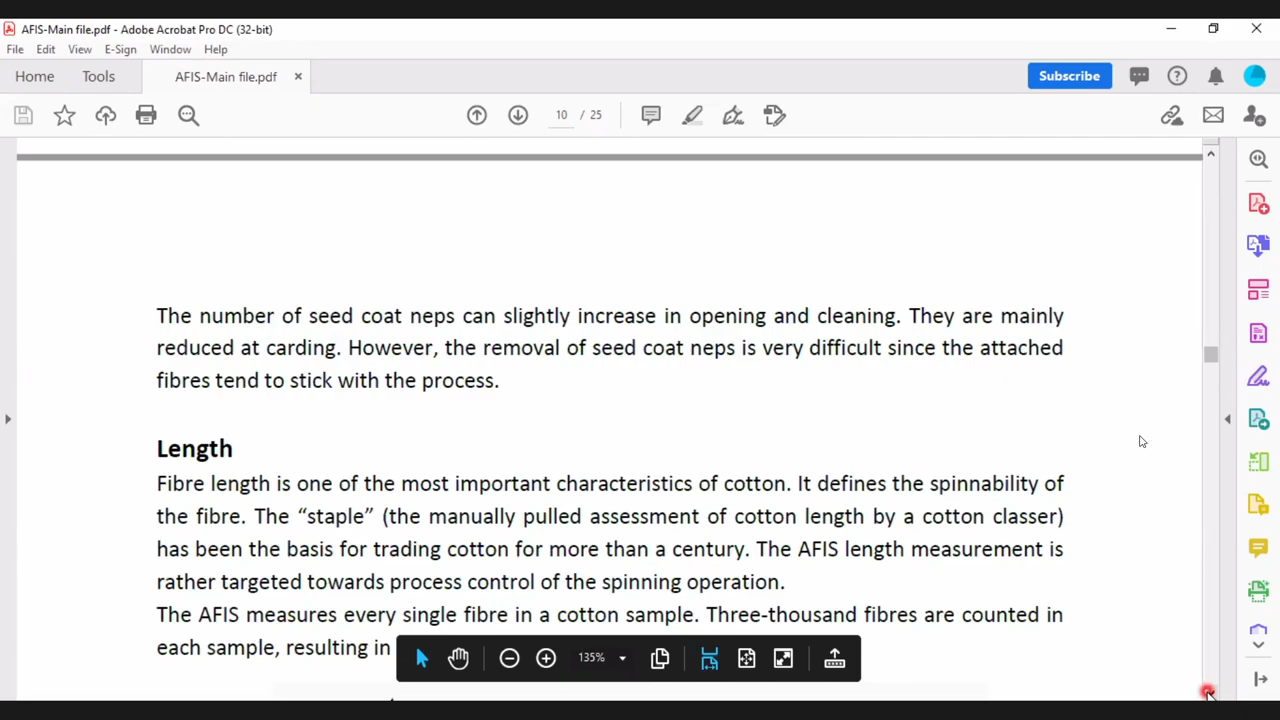 AFIS-Main file.pdf - Adobe Acrobat Pro DC (32-bit)
File Edit View E-Sign Window Help
Home Tools AFIS-Main file.pdf × Subscribe
10 / 25
The number of seed coat neps can slightly increase in opening and cleaning. They are mainly
reduced at carding. However, the removal of seed coat neps is very difficult since the attached
fibres tend to stick with the process.
Length
Fibre length is one of the most important characteristics of cotton. It defines the spinnability of
the fibre. The “staple” (the manually pulled assessment of cotton length by a cotton classer)
has been the basis for trading cotton for more than a century. The AFIS length measurement is
rather targeted towards process control of the spinning operation.
The AFIS measures every single fibre in a cotton sample. Three-thousand fibres are counted in
each sample, resulting in
135%